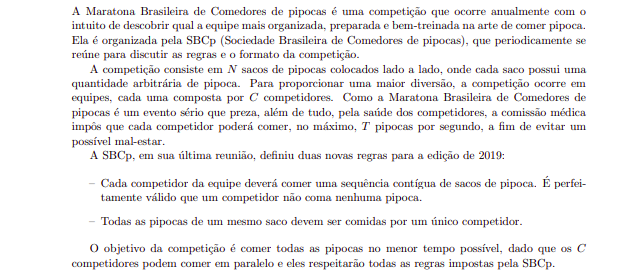 A Maratona Brasileira de Comedores de pipocas é uma competição que ocorre anualmente com o
intuito de descobrir qual a equipe mais organizada, preparada e bem-treinada na arte de comer pipoca.
Ela é organizada pela SBCp (Sociedade Brasileira de Comedores de pipocas), que periodicamente se
reúne para discutir as regras e o formato da competição.
A competição consiste em N sacos de pipocas colocados lado a lado, onde cada saco possui uma
quantidade arbitrária de pipoca. Para proporcionar uma maior diversão, a competição ocorre em
equipes, cada uma composta por C competidores. Como a Maratona Brasileira de Comedores de
pipocas é um evento sério que preza, além de tudo, pela saúde dos competidores, a comissão médica
impôs que cada competidor poderá comer, no máximo, T pipocas por segundo, a fim de evitar um
possível mal-estar.
A SBCp, em sua última reunião, definiu duas novas regras para a edição de 2019:
– Cada competidor da equipe deverá comer uma sequência contígua de sacos de pipoca. É perfei-
tamente válido que um competidor não coma nenhuma pipoca.
– Todas as pipocas de um mesmo saco devem ser comidas por um único competidor.
O objetivo da competição é comer todas as pipocas no menor tempo possível, dado que os C
competidores podem comer em paralelo e eles respeitarão todas as regras impostas pela SBCp.